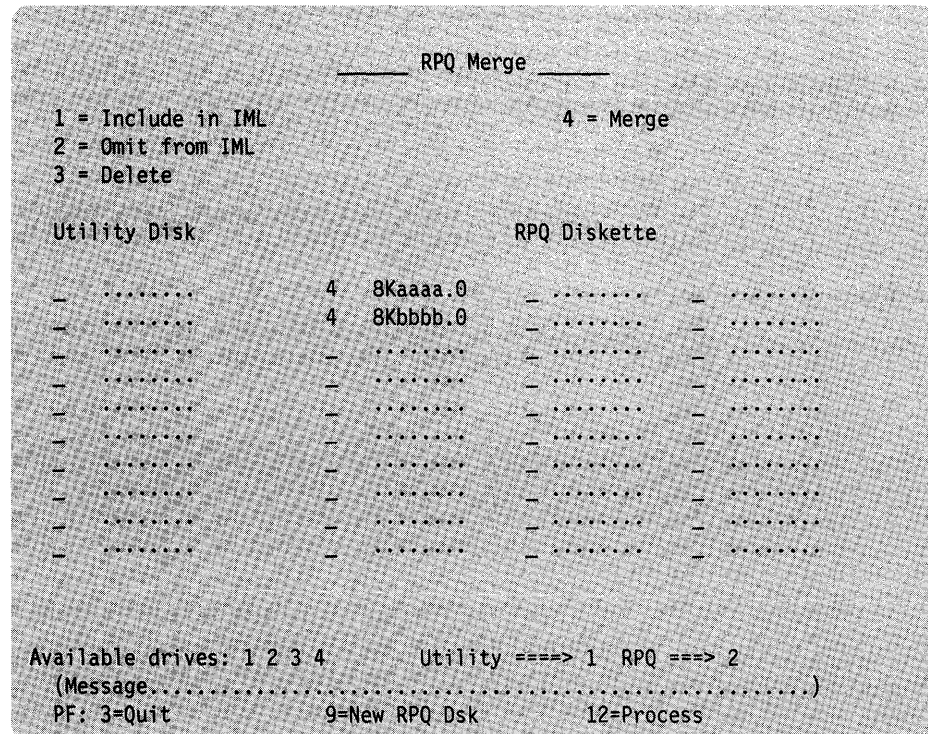 ______ RPQ Merge ______
1 = Include in IML 4 = Merge
2 = Omit from IML
3 = Delete
Utility Disk RPQ Diskette
_ ........ 4 8Kaaaa.0 _ ........ _ ........
_ ........ 4 8Kbbbb.0 _ ........ _ ........
_ ........ _ ........ _ ........ _ ........
_ ........ _ ........ _ ........ _ ........
_ ........ _ ........ _ ........ _ ........
_ ........ _ ........ _ ........ _ ........
_ ........ _ ........ _ ........ _ ........
_ ........ _ ........ _ ........ _ ........
_ ........ _ ........ _ ........ _ ........
_ ........ _ ........ _ ........ _ ........
Available drives: 1 2 3 4 Utility ====> 1 RPQ ===> 2
(Message........................................................)
PF: 3=Quit 9=New RPQ Dsk 12=Process